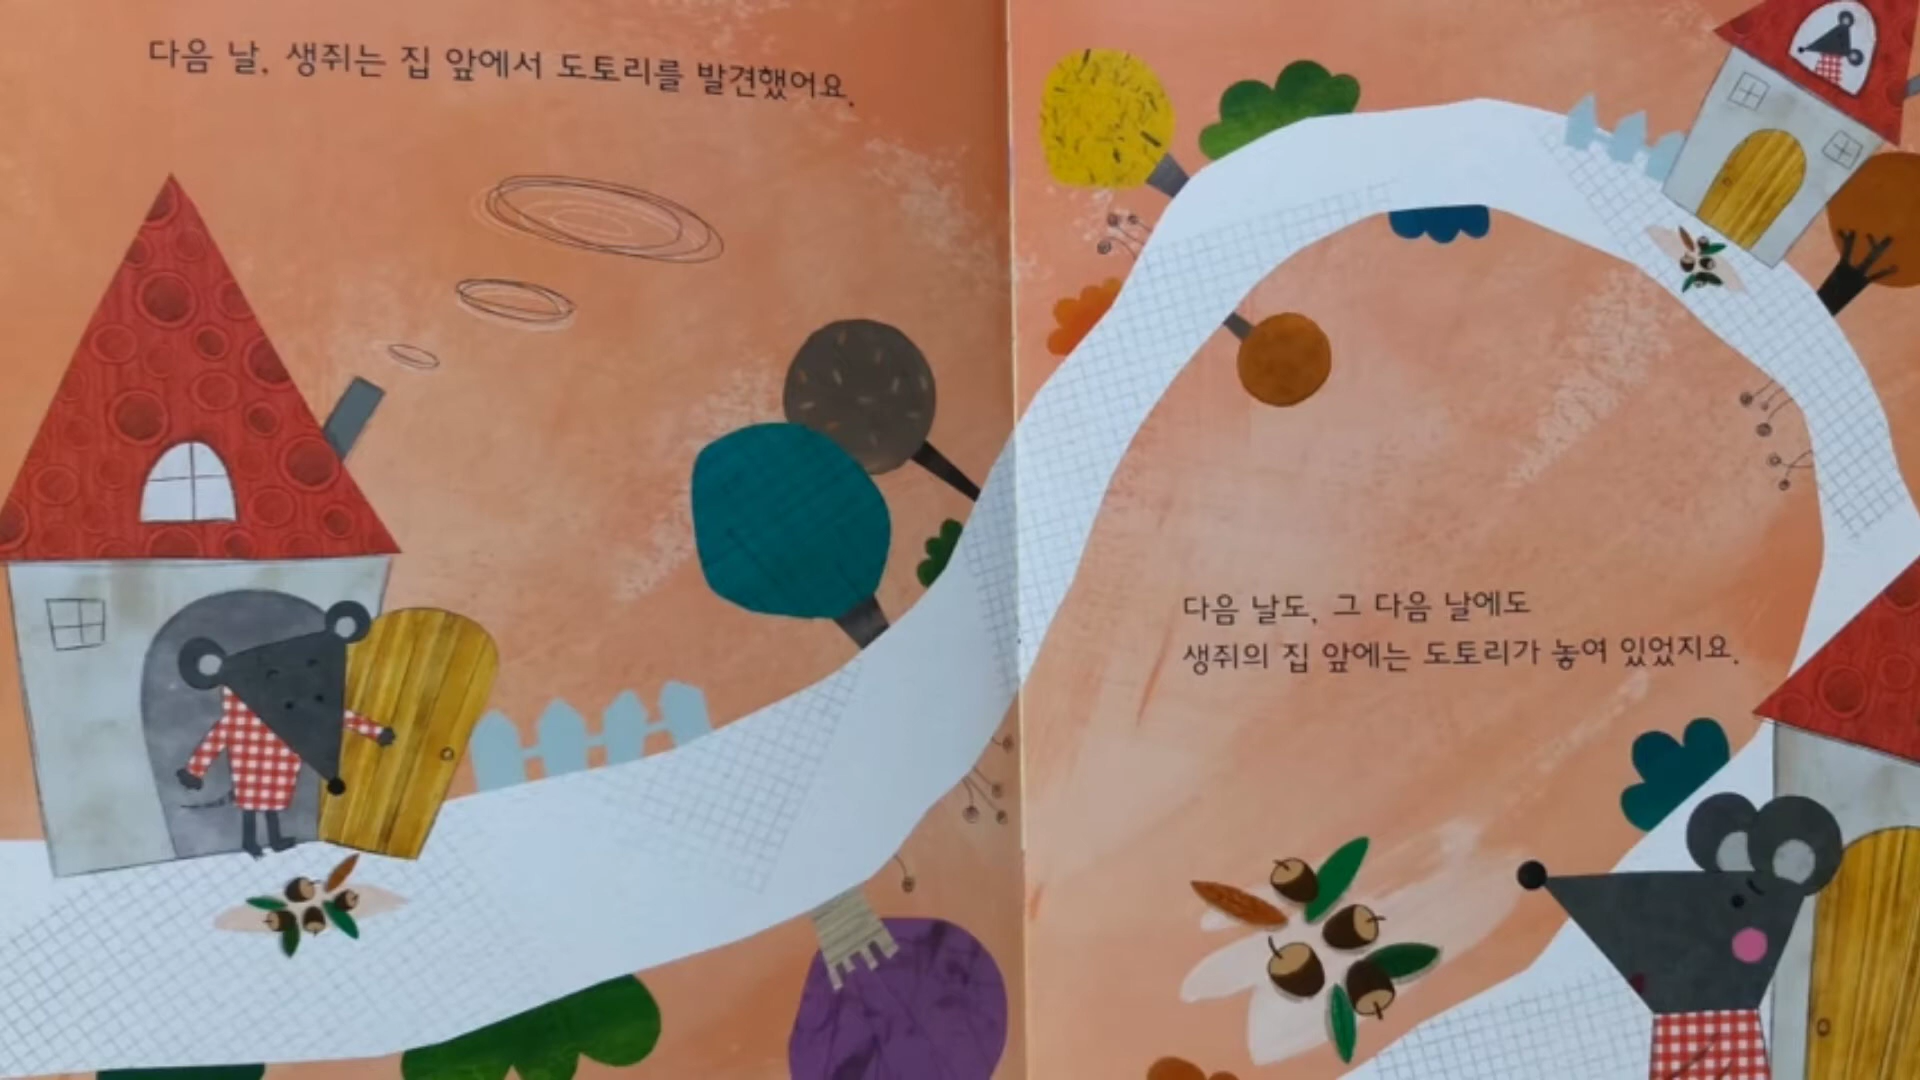 다음 날, 생쥐는 집 앞에서 도토리를 발견했어요.
다음 날도, 그 다음 날에도
생쥐의 집 앞에는 도토리가 놓여 있었지요.